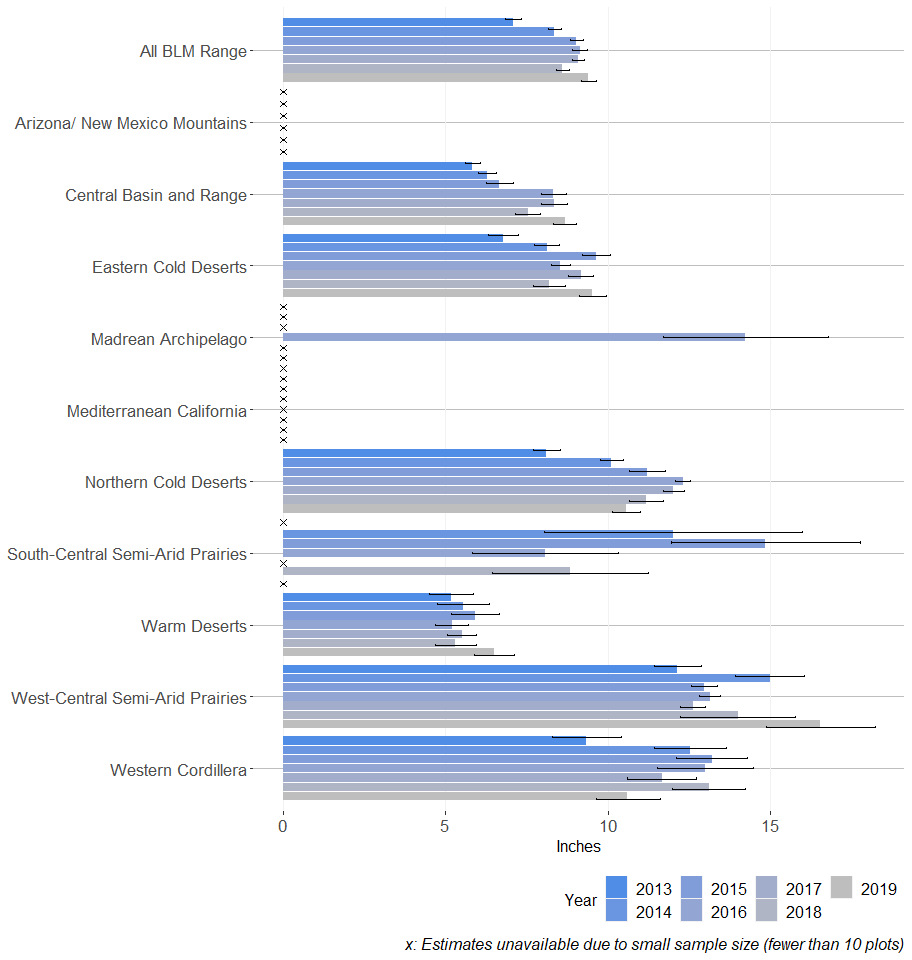 All BLM Range
Arizona/ New Mexico Mountains
Central Basin and Range
Eastern Cold Deserts
Madrean Archipelago
Mediterranean California
Northern Cold Deserts
South-Central Semi-Arid Prairies
Warm Deserts
West-Central Semi-Arid Prairies
Western Cordillera
0 5 10 15
Inches
Year
2013 2015 2017 2019
2014 2016 2018
x: Estimates unavailable due to small sample size (fewer than 10 plots)